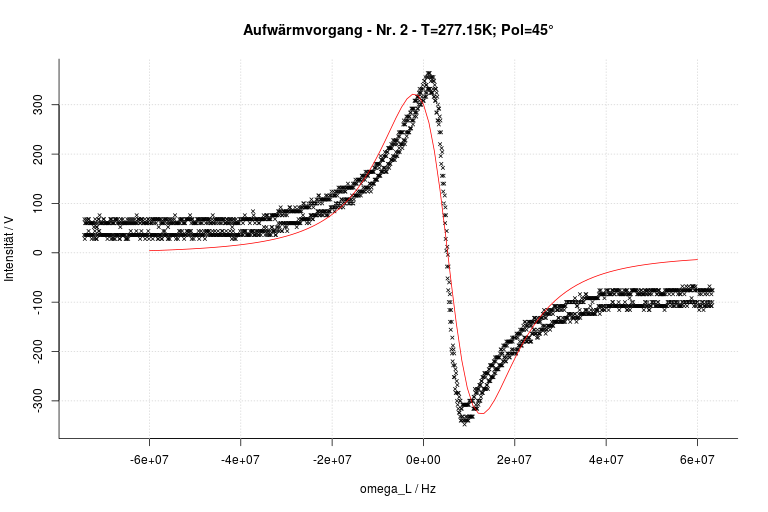 Aufwärmvorgang - Nr. 2 - T=277.15K; Pol=45°
300
200
100
0
-100
-200
-300
Intenstität / V
-6e+07 -4e+07 -2e+07 0e+00 2e+07 4e+07 6e+07
omega_L / Hz